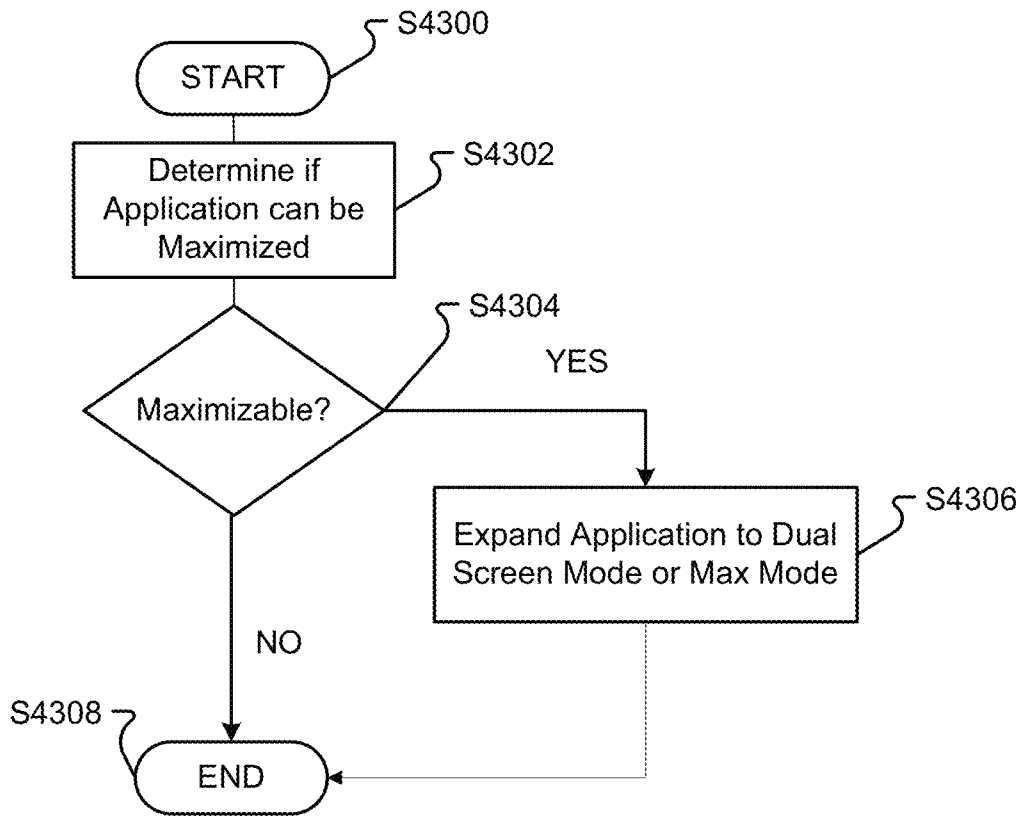 S4300
START
S4302
Determine if
Application can be
Maximized
S4304
YES
Maximizable?
S4306
Expand Application to Dual
Screen Mode or Max Mode
NO
S4308
END